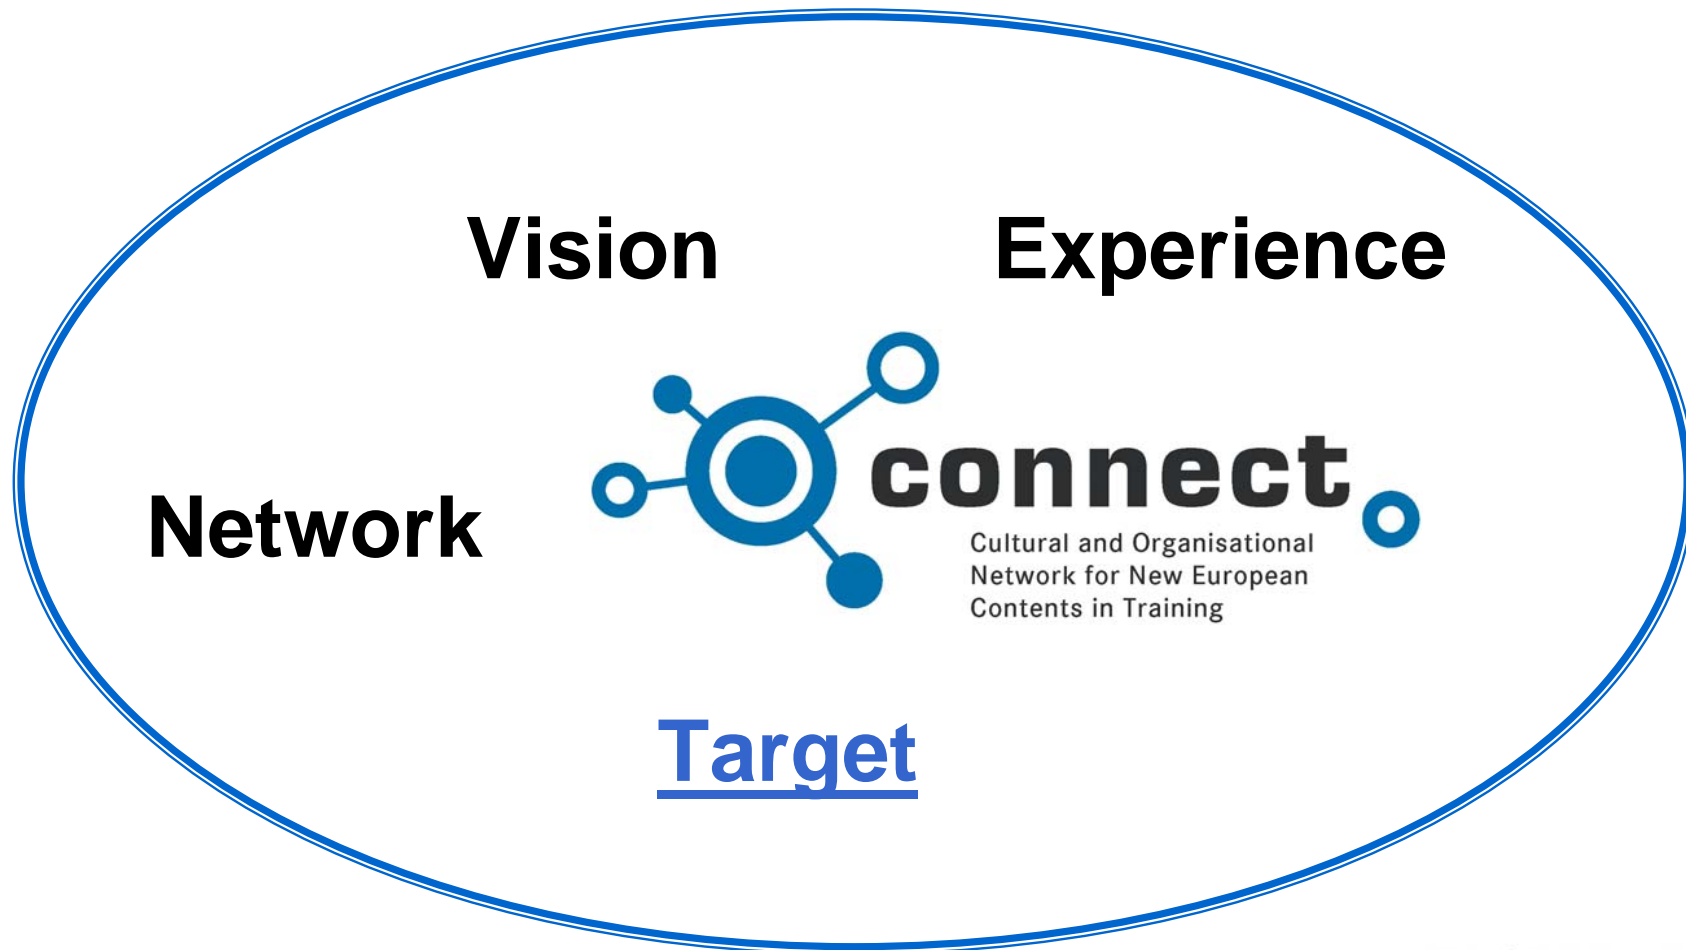 Vision
Experience
connect
Network
Cultural and Organisational
Network for New European
Contents in Training
Target